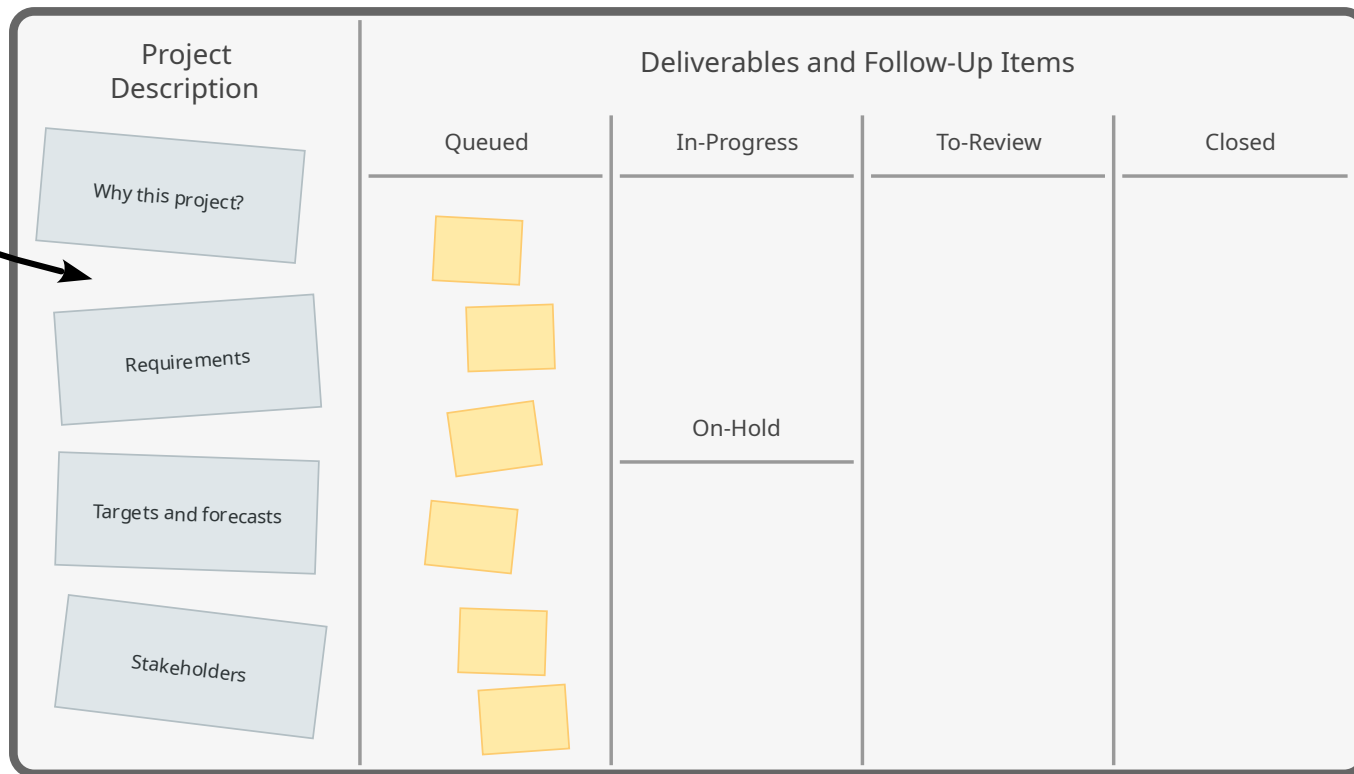 Project
Description
Why this project?
Requirements
Targets and forecasts
Stakeholders
Deliverables and Follow-Up Items
Queued
In-Progress
On-Hold
To-Review
Closed